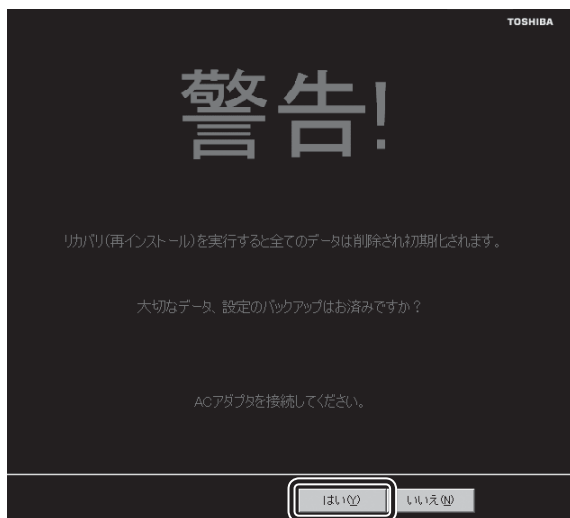 TOSHIBA
警告!
リカバリ(再インストール)を実行すると全てのデータは削除され初期化されます。
大切なデータ、設定のバックアップはお済みですか？
ACアダプタを接続してください。
はい(Y) いいえ(N)